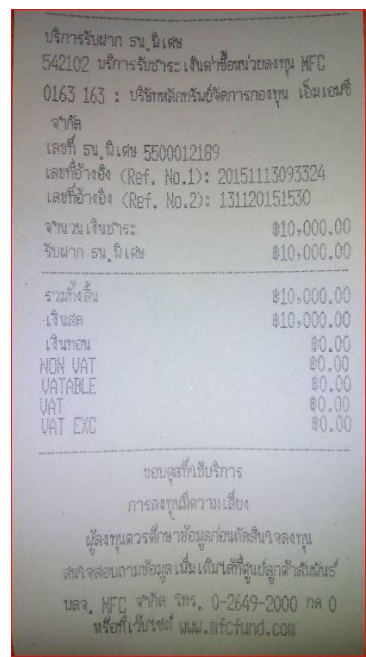 บริการรับฝาก ธน.พิเศษ
542102 บริการรับชำระเงินค่าซื้อหน่วยลงทุน MFC
0163 163 : บริษัทหลักทรัพย์จัดการกองทุน เอ็มเอฟซี
จำกัด
เลขที่ ธน.พิเศษ 5500012189
เลขที่อ้างอิง (Ref. No.1): 20151113093324
เลขที่อ้างอิง (Ref. No.2): 131120151530
จำนวนเงินชำระ ฿10,000.00
รับฝาก ธน.พิเศษ ฿10,000.00
รวมทั้งสิ้น ฿10,000.00
เงินสด ฿10,000.00
เงินทอน ฿0.00
NON VAT ฿0.00
VATABLE ฿0.00
VAT ฿0.00
VAT EXC ฿0.00
ขอบคุณที่ใช้บริการ
การลงทุนมีความเสี่ยง
ผู้ลงทุนควรศึกษาข้อมูลก่อนตัดสินใจลงทุน
สนใจสอบถามข้อมูลเพิ่มเติมได้ที่ศูนย์ลูกค้าสัมพันธ์
บลจ. MFC จำกัด โทร. 0-2649-2000 กด 0
หรือที่เว็บไซต์ www.mfcfund.com